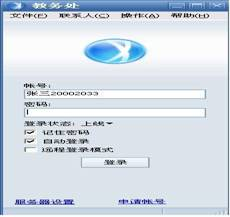 教务处
文件(F) 联系人(C) 操作(A) 帮助(H)
帐号:
张三20002033
密码:
登录状态: 上线
记住密码
自动登录
远程登录模式
登录
服务器设置 申请帐号